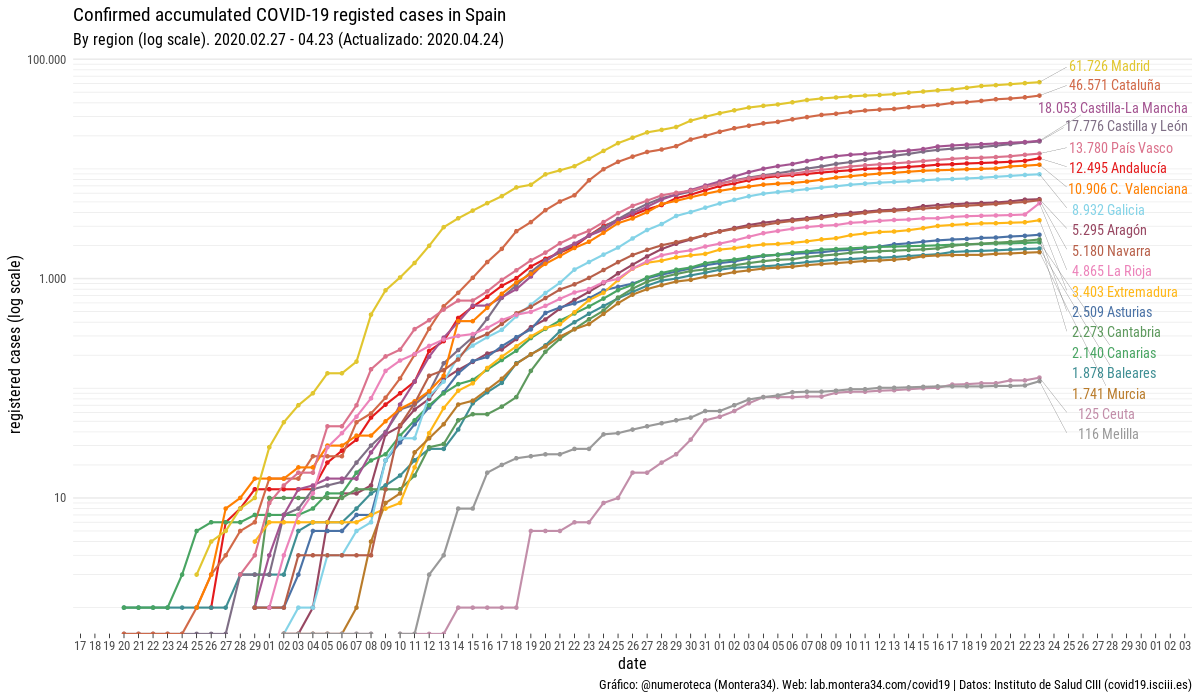 Confirmed accumulated COVID-19 registed cases in Spain
By region (log scale). 2020.02.27 - 04.23 (Actualizado: 2020.04.24)
100.000
1.000
10
registered cases (log scale)
61.726 Madrid
46.571 Cataluña
18.053 Castilla-La Mancha
17.776 Castilla y León
13.780 País Vasco
12.495 Andalucía
10.906 C. Valenciana
8.932 Galicia
5.295 Aragón
5.180 Navarra
4.865 La Rioja
3.403 Extremadura
2.509 Asturias
2.273 Cantabria
2.140 Canarias
1.878 Baleares
1.741 Murcia
125 Ceuta
116 Melilla
17 18 19 20 21 22 23 24 25 26 27 28 29 01 02 03 04 05 06 07 08 09 10 11 12 13 14 15 16 17 18 19 20 21 22 23 24 25 26 27 28 29 30 31 01 02 03 04 05 06 07 08 09 10 11 12 13 14 15 16 17 18 19 20 21 22 23 24 25 26 27 28 29 30 01 02 03
date
Gráfico: @numeroteca (Montera34). Web: lab.montera34.com/covid19 | Datos: Instituto de Salud CIII (covid19.isciii.es)